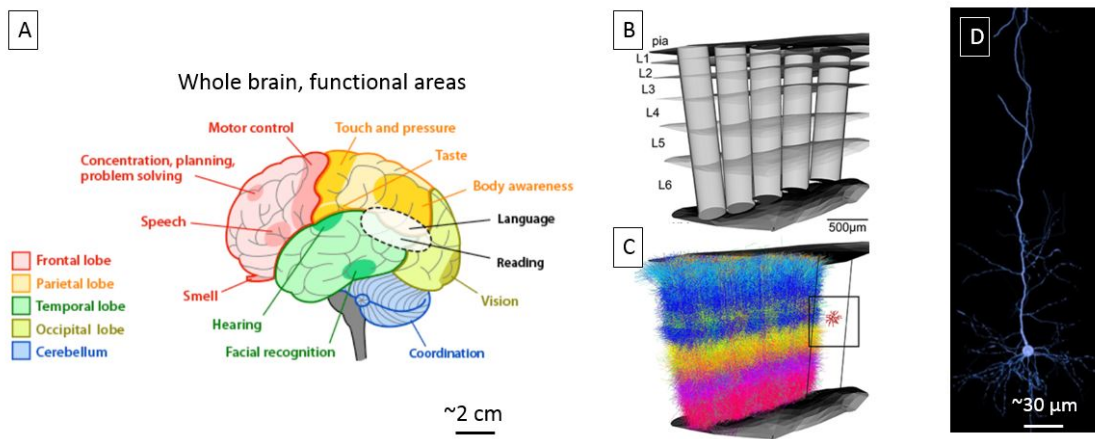 A
Whole brain, functional areas
Motor control
Touch and pressure
Concentration, planning,
problem solving
Taste
Body awareness
Speech
Language
Reading
Frontal lobe
Parietal lobe
Temporal lobe
Occipital lobe
Cerebellum
Smell
Hearing
Vision
Facial recognition
Coordination
~2 cm
B
pia
L1
L2
L3
L4
L5
L6
500µm
C
D
~30 µm